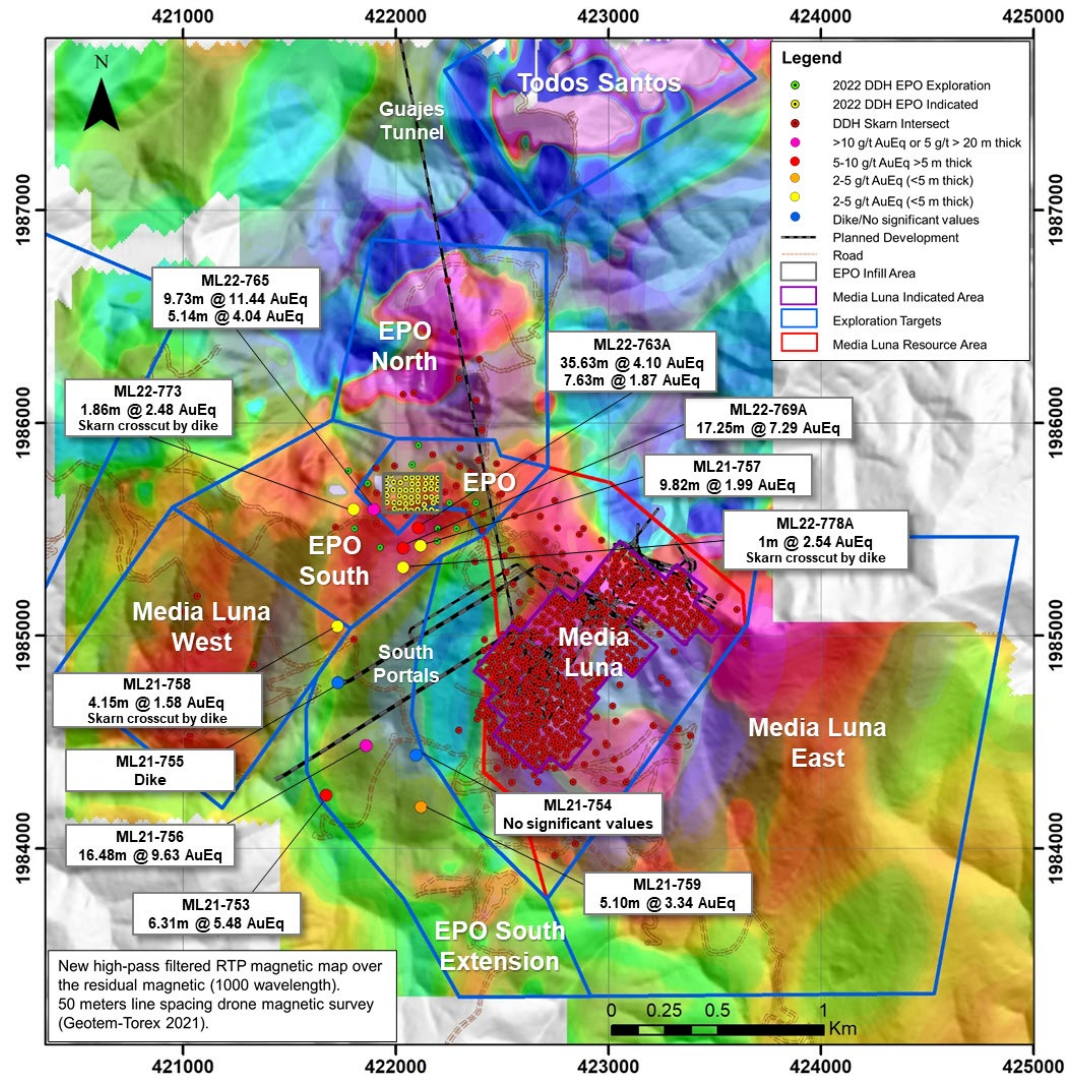 421000
422000
423000
424000
425000
N
Guajes
Tunnel
Todos Santos
Legend
2022 DDH EPO Exploration
2022 DDH EPO Indicated
DDH Skarn Intersect
>10 g/t AuEq or 5 g/t > 20 m thick
5-10 g/t AuEq >5 m thick
2-5 g/t AuEq (<5 m thick)
2-5 g/t AuEq (<5 m thick)
Dike/No significant values
Planned Development
Road
EPO Infill Area
Media Luna Indicated Area
Exploration Targets
Media Luna Resource Area
1987000
1987000
ML22-765
9.73m @ 11.44 AuEq
5.14m @ 4.04 AuEq
EPO
North
ML22-763A
35.63m @ 4.10 AuEq
7.63m @ 1.87 AuEq
ML22-773
1.86m @ 2.48 AuEq
Skarn crosscut by dike
ML22-769A
17.25m @ 7.29 AuEq
1986000
1986000
ML21-757
9.82m @ 1.99 AuEq
EPO
ML22-778A
1m @ 2.54 AuEq
Skarn crosscut by dike
EPO
South
Media Luna
West
Media
Luna
South
Portals
1985000
1985000
ML21-758
4.15m @ 1.58 AuEq
Skarn crosscut by dike
Media Luna
East
ML21-755
Dike
ML21-754
No significant values
ML21-756
16.48m @ 9.63 AuEq
1984000
1984000
ML21-759
5.10m @ 3.34 AuEq
ML21-753
6.31m @ 5.48 AuEq
EPO South
Extension
New high-pass filtered RTP magnetic map over
the residual magnetic (1000 wavelength).
50 meters line spacing drone magnetic survey
(Geotem-Torex 2021).
0 0.25 0.5 1
Km
421000
422000
423000
424000
425000